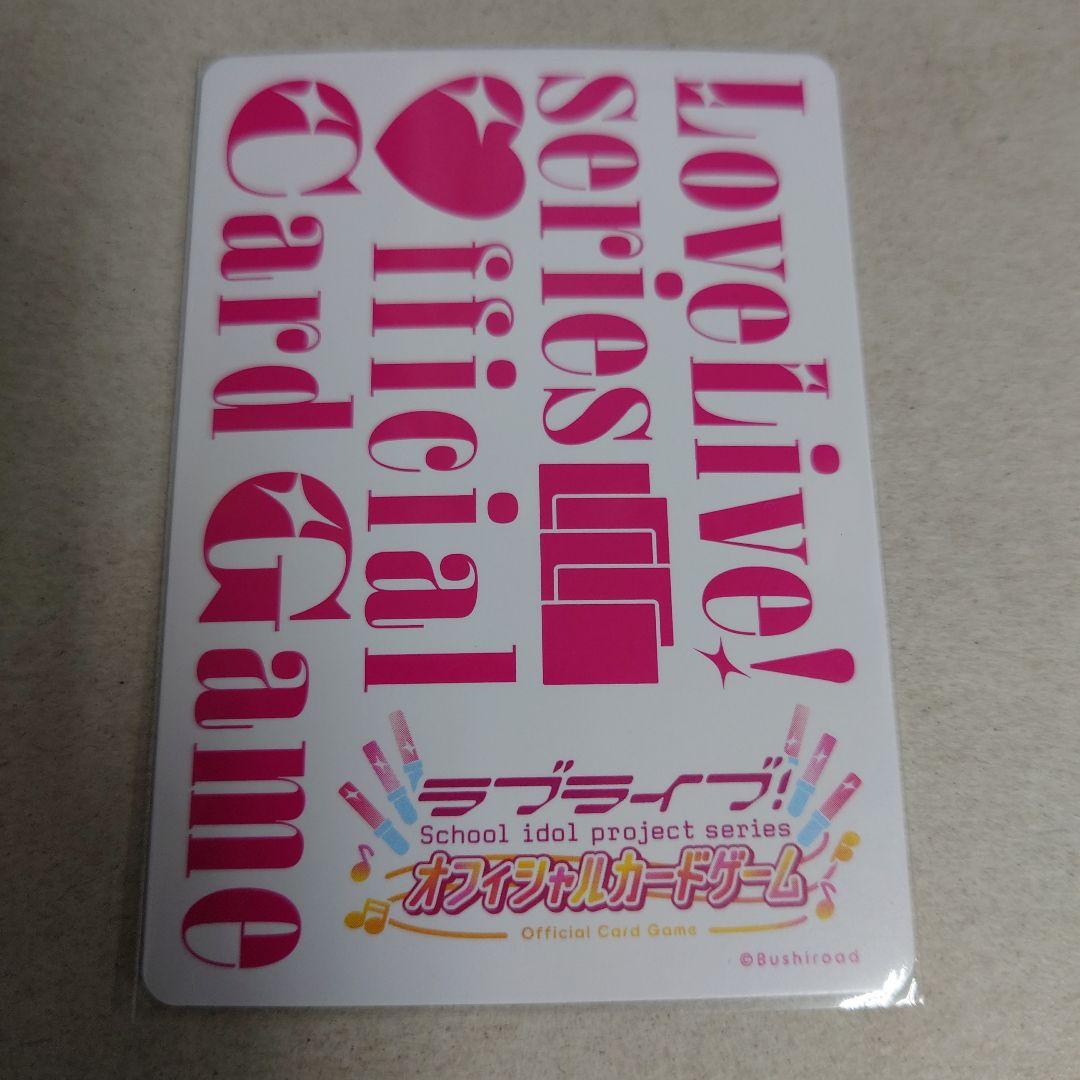 LoveLive!
series
Official
Card Game
ラブライブ!
School idol project series
オフィシャルカードゲーム
Official Card Game
©Bushiroad